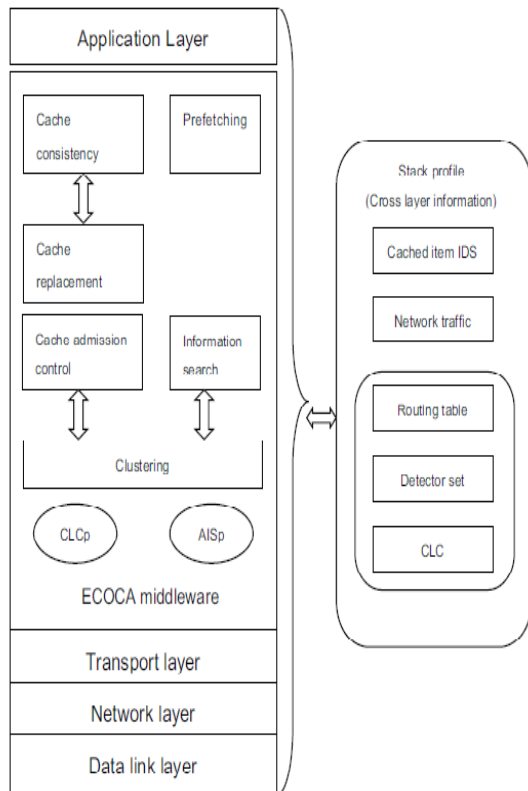 Application Layer
Cache
consistency
Prefetching
Cache
replacement
Cache admission
control
Information
search
Clustering
CLCp
AISp
ECOCA middleware
Transport layer
Network layer
Data link layer
Stack profile
(Cross layer information)
Cached item IDS
Network traffic
Routing table
Detector set
CLC